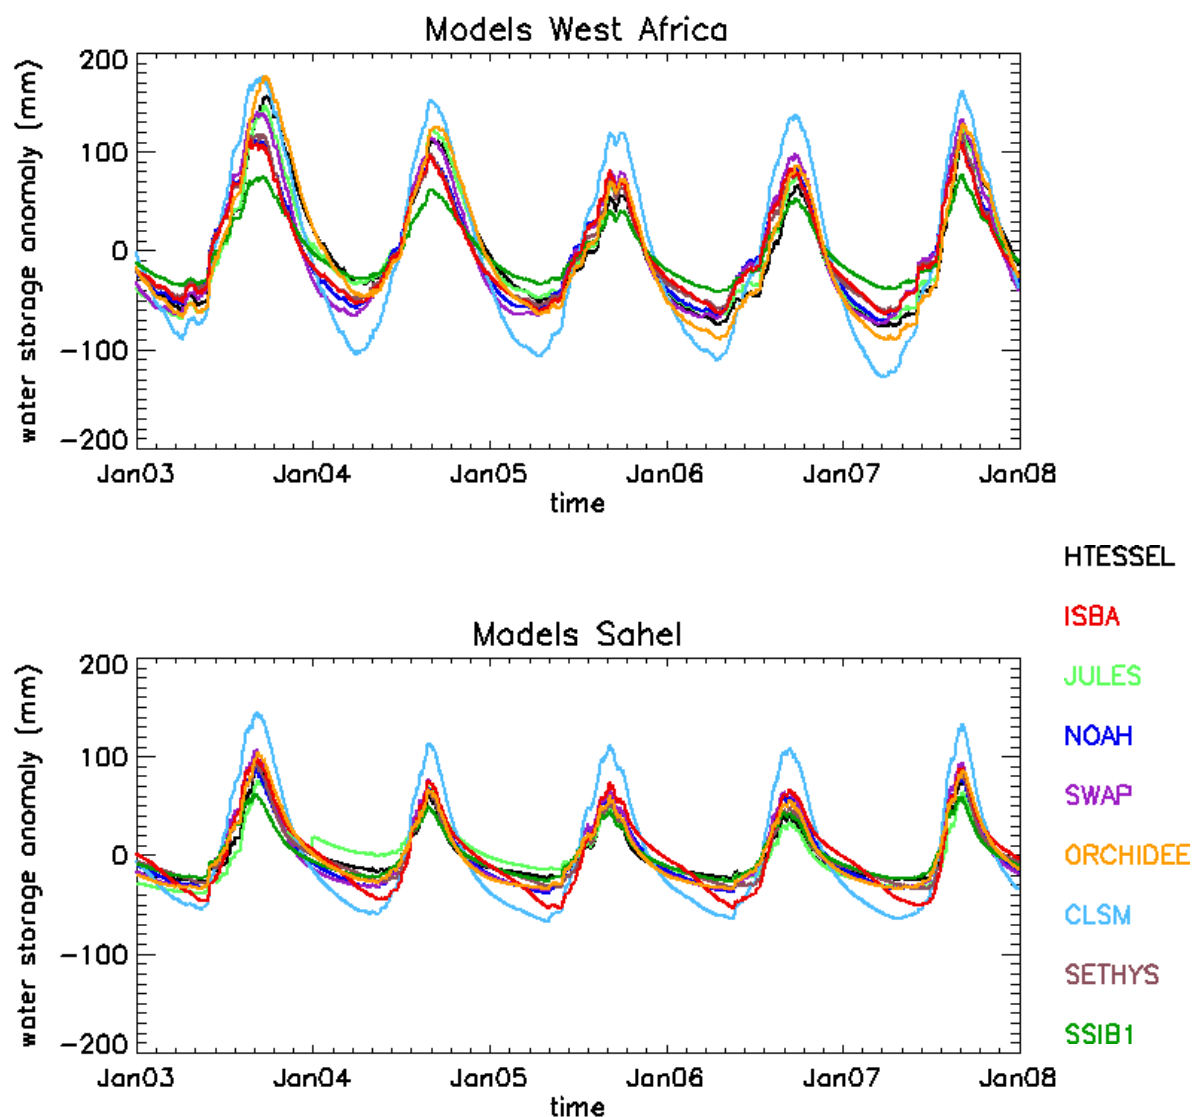 Models West Africa
water storage anomaly (mm)
200
100
0
−100
−200
Jan03 Jan04 Jan05 Jan06 Jan07 Jan08
time
HTESSEL
ISBA
JULES
NOAH
SWAP
ORCHIDEE
CLSM
SETHYS
SSIB1
Models Sahel
water storage anomaly (mm)
200
100
0
−100
−200
Jan03 Jan04 Jan05 Jan06 Jan07 Jan08
time